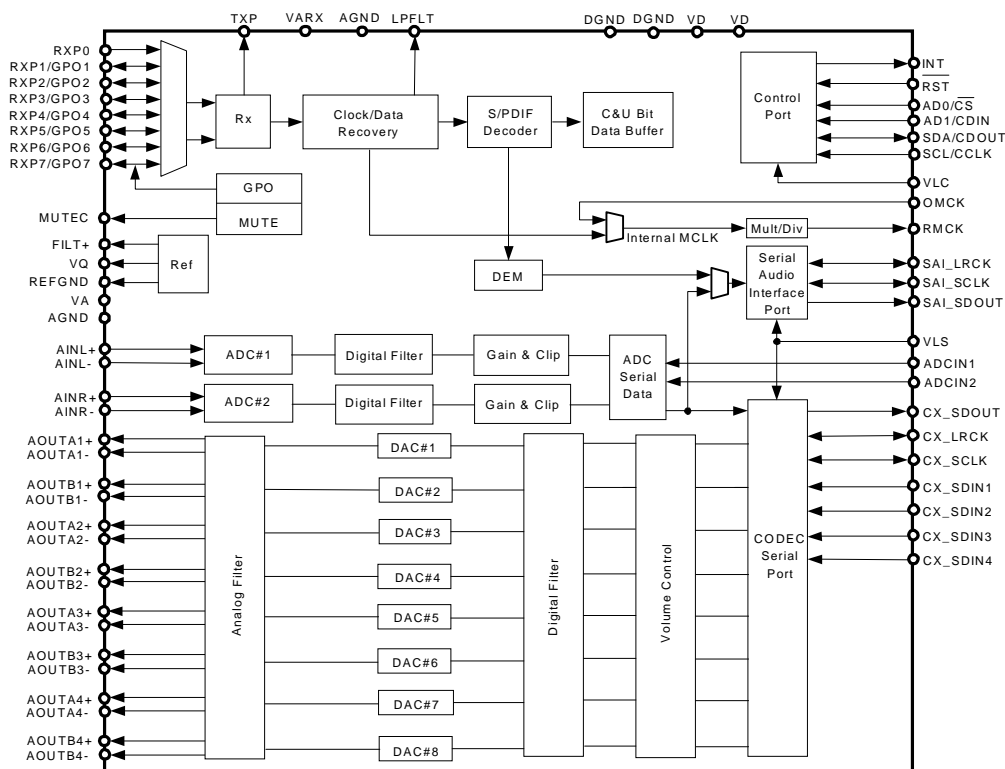 TXP
VARX
AGND
LPFLT
DGND
DGND
VD
VD
RXP0
RXP1/GPO1
RXP2/GPO2
RXP3/GPO3
RXP4/GPO4
RXP5/GPO5
RXP6/GPO6
RXP7/GPO7
Rx
Clock/Data
Recovery
S/PDIF
Decoder
C&U Bit
Data Buffer
Control
Port
INT
RST
AD0/CS
AD1/CDIN
SDA/CDOUT
SCL/CCLK
VLC
OMCK
RMCK
GPO
MUTE
MUTEC
FILT+
VQ
REFGND
VA
AGND
Ref
Internal MCLK
Mult/Div
DEM
Serial
Audio
Interface
Port
SAI_LRCK
SAI_SCLK
SAI_SDOUT
VLS
ADCIN1
ADCIN2
AINL+
AINL-
AINR+
AINR-
ADC#1
Digital Filter
Gain & Clip
ADC#2
Digital Filter
Gain & Clip
ADC
Serial
Data
CX_SDOUT
CX_LRCK
CX_SCLK
CX_SDIN1
CX_SDIN2
CX_SDIN3
CX_SDIN4
AOUTA1+
AOUTA1-
AOUTB1+
AOUTB1-
AOUTA2+
AOUTA2-
AOUTB2+
AOUTB2-
AOUTA3+
AOUTA3-
AOUTB3+
AOUTB3-
AOUTA4+
AOUTA4-
AOUTB4+
AOUTB4-
Analog Filter
DAC#1
DAC#2
DAC#3
DAC#4
DAC#5
DAC#6
DAC#7
DAC#8
Digital Filter
Volume Control
CODEC
Serial
Port